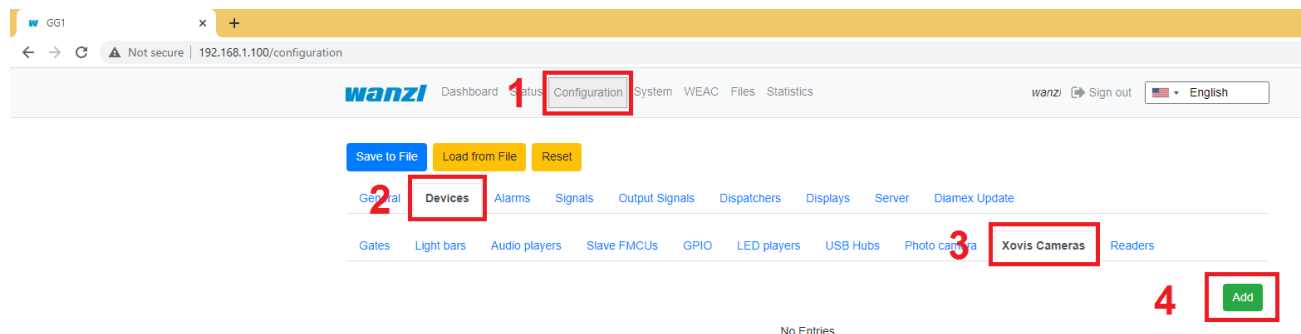 GG1
Not secure | 192.168.1.100/configuration
wanzl Dashboard Status Configuration System WEAC Files Statistics wanzl Sign out English
1
Save to File Load from File Reset
2
General Devices Alarms Signals Output Signals Dispatchers Displays Server Diamex Update
3
Gates Light bars Audio players Slave FMCUs GPIO LED players USB Hubs Photo camera Xovis Cameras Readers
4 Add
No Entries